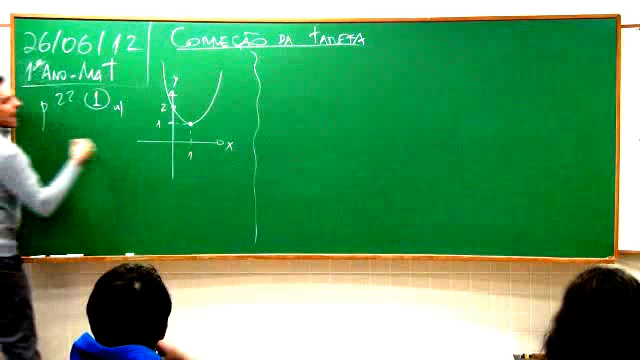 26/06/12
CORREÇÃO DA TAREFA
1º ANO - MAT
p 22 1 a)
y
2
1
x
1